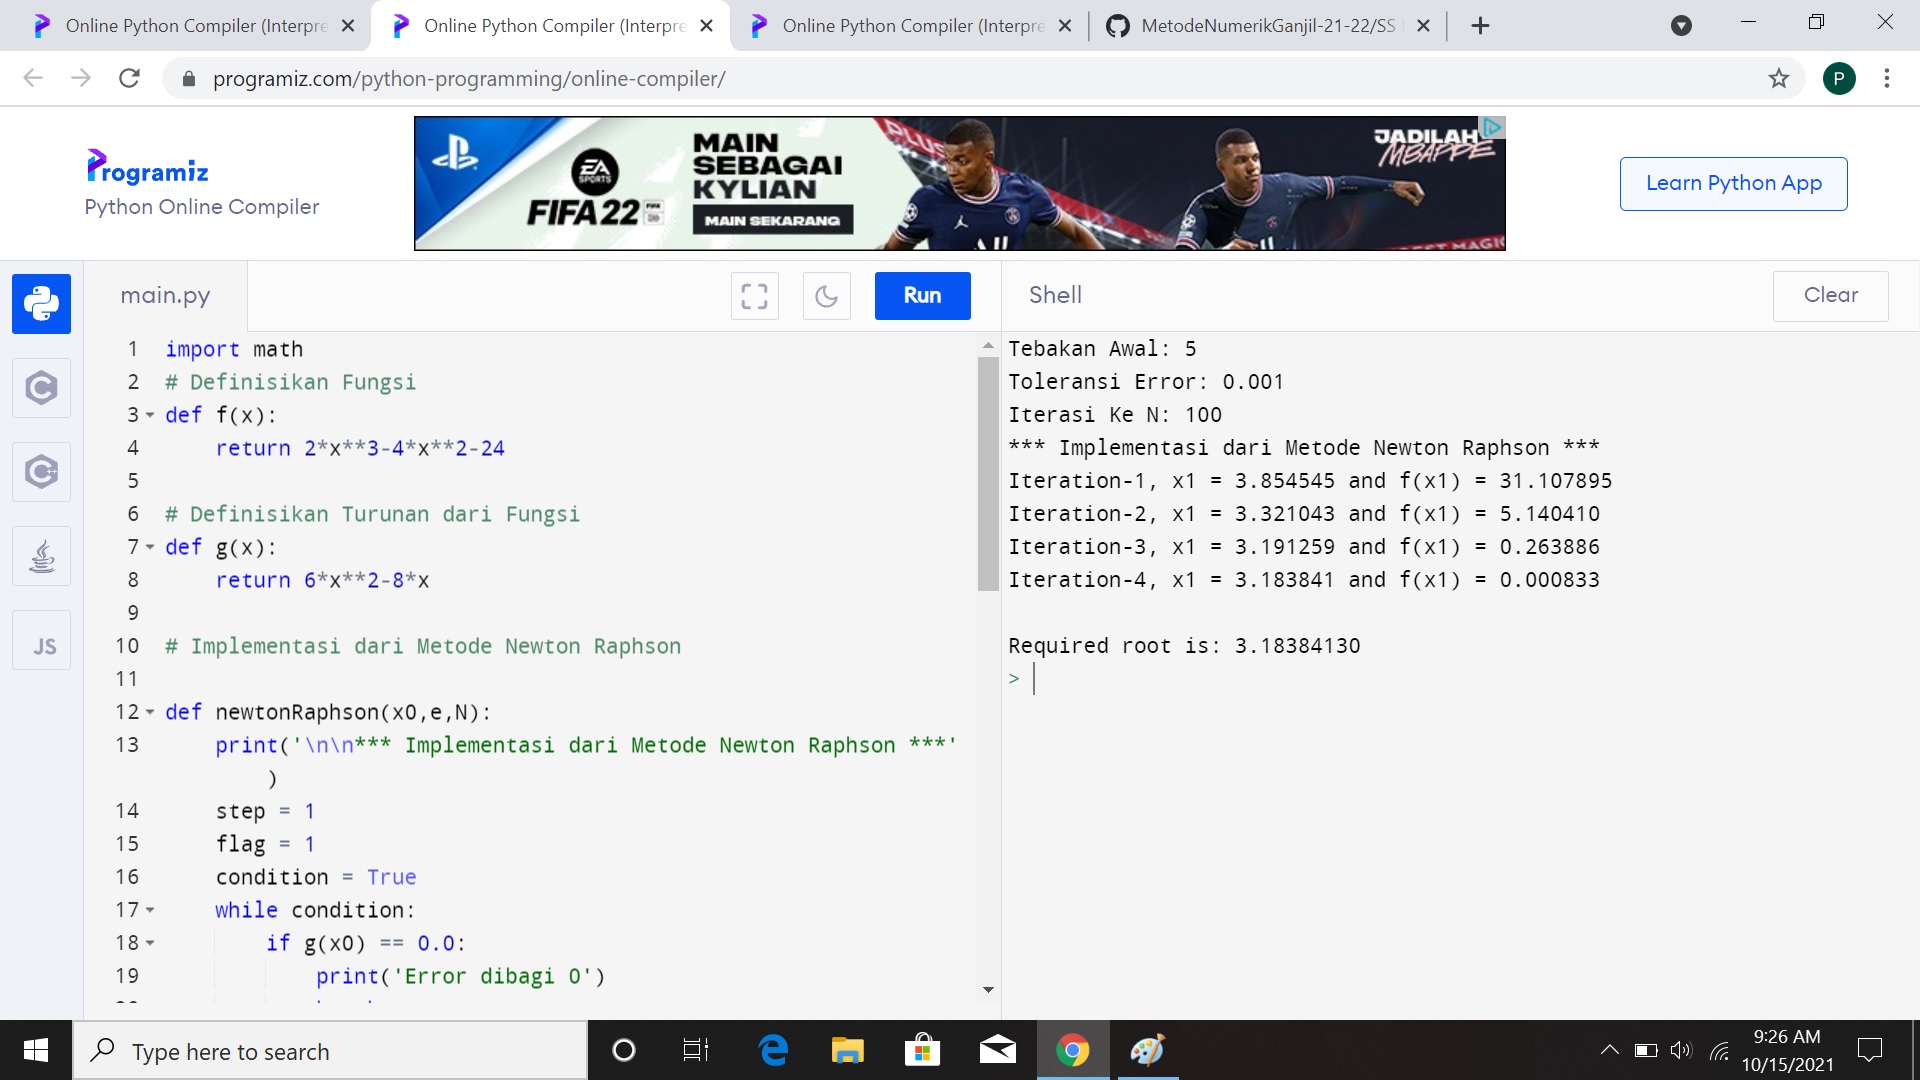 Online Python Compiler (Interpre
Online Python Compiler (Interpre
Online Python Compiler (Interpre
MetodeNumerikGanjil-21-22/SS
programiz.com/python-programming/online-compiler/
P
Programiz
Python Online Compiler
EA SPORTS
FIFA 22
MAIN
SEBAGAI
KYLIAN
MAIN SEKARANG
PLUS
JADILAH
MBAPPE
Learn Python App
main.py
Run
Shell
Clear
JS
1 import math
2 # Definisikan Fungsi
3 def f(x):
4 return 2*x**3-4*x**2-24
5
6 # Definisikan Turunan dari Fungsi
7 def g(x):
8 return 6*x**2-8*x
9
10 # Implementasi dari Metode Newton Raphson
11
12 def newtonRaphson(x0,e,N):
13 print('\n\n*** Implementasi dari Metode Newton Raphson ***'
)
14 step = 1
15 flag = 1
16 condition = True
17 while condition:
18 if g(x0) == 0.0:
19 print('Error dibagi 0')
Tebakan Awal: 5
Toleransi Error: 0.001
Iterasi Ke N: 100
*** Implementasi dari Metode Newton Raphson ***
Iteration-1, x1 = 3.854545 and f(x1) = 31.107895
Iteration-2, x1 = 3.321043 and f(x1) = 5.140410
Iteration-3, x1 = 3.191259 and f(x1) = 0.263886
Iteration-4, x1 = 3.183841 and f(x1) = 0.000833
Required root is: 3.18384130
>
Type here to search
9:26 AM
10/15/2021